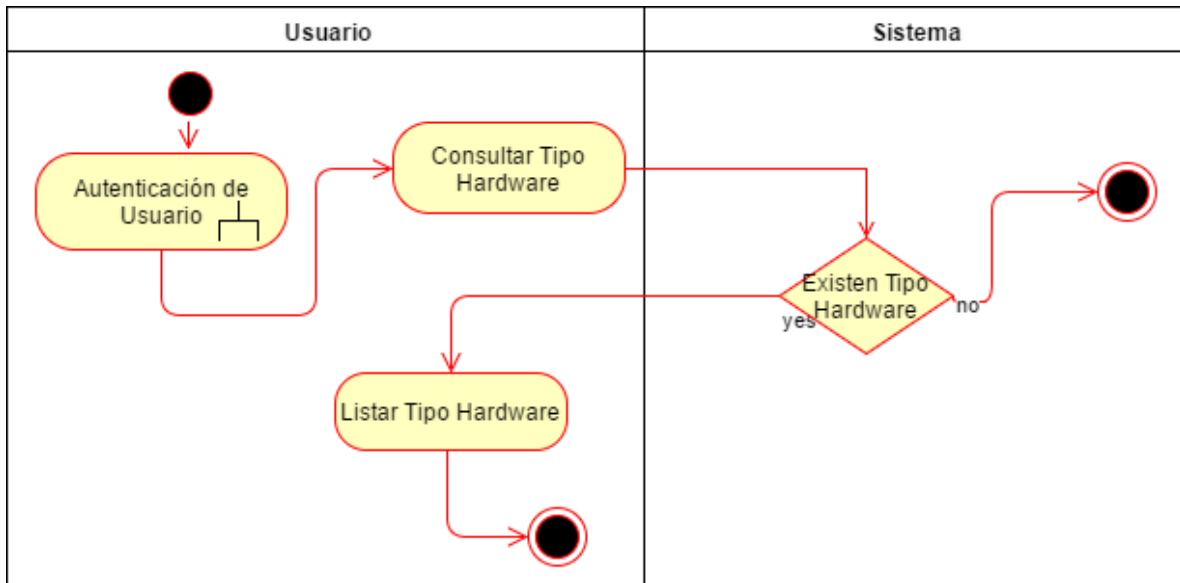 Usuario
Sistema
Autenticación de
Usuario
Consultar Tipo
Hardware
Existen Tipo
Hardware
no
yes
Listar Tipo Hardware